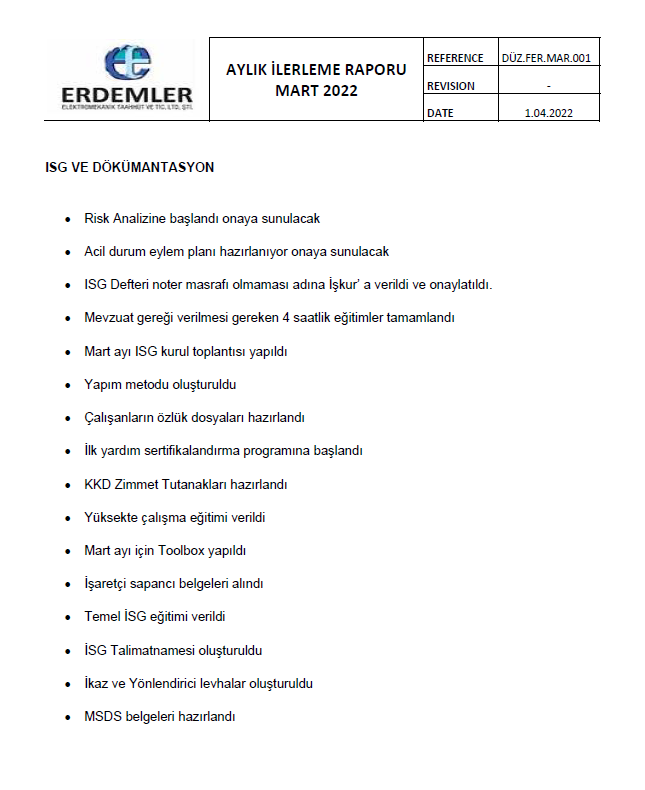 ERDEMLER
ELEKTROMEKANİK TAAHHÜT VE TİC. LTD. ŞTİ.
AYLIK İLERLEME RAPORU
MART 2022
REFERENCE DÜZ.FER.MAR.001
REVISION -
DATE 1.04.2022
ISG VE DÖKÜMANTASYON
• Risk Analizine başlandı onaya sunulacak
• Acil durum eylem planı hazırlanıyor onaya sunulacak
• ISG Defteri noter masrafı olmaması adına İşkur’ a verildi ve onaylatıldı.
• Mevzuat gereği verilmesi gereken 4 saatlik eğitimler tamamlandı
• Mart ayı ISG kurul toplantısı yapıldı
• Yapım metodu oluşturuldu
• Çalışanların özlük dosyaları hazırlandı
• İlk yardım sertifikalandırma programına başlandı
• KKD Zimmet Tutanakları hazırlandı
• Yüksekte çalışma eğitimi verildi
• Mart ayı için Toolbox yapıldı
• İşaretçi sapancı belgeleri alındı
• Temel İSG eğitimi verildi
• İSG Talimatnamesi oluşturuldu
• İkaz ve Yönlendirici levhalar oluşturuldu
• MSDS belgeleri hazırlandı